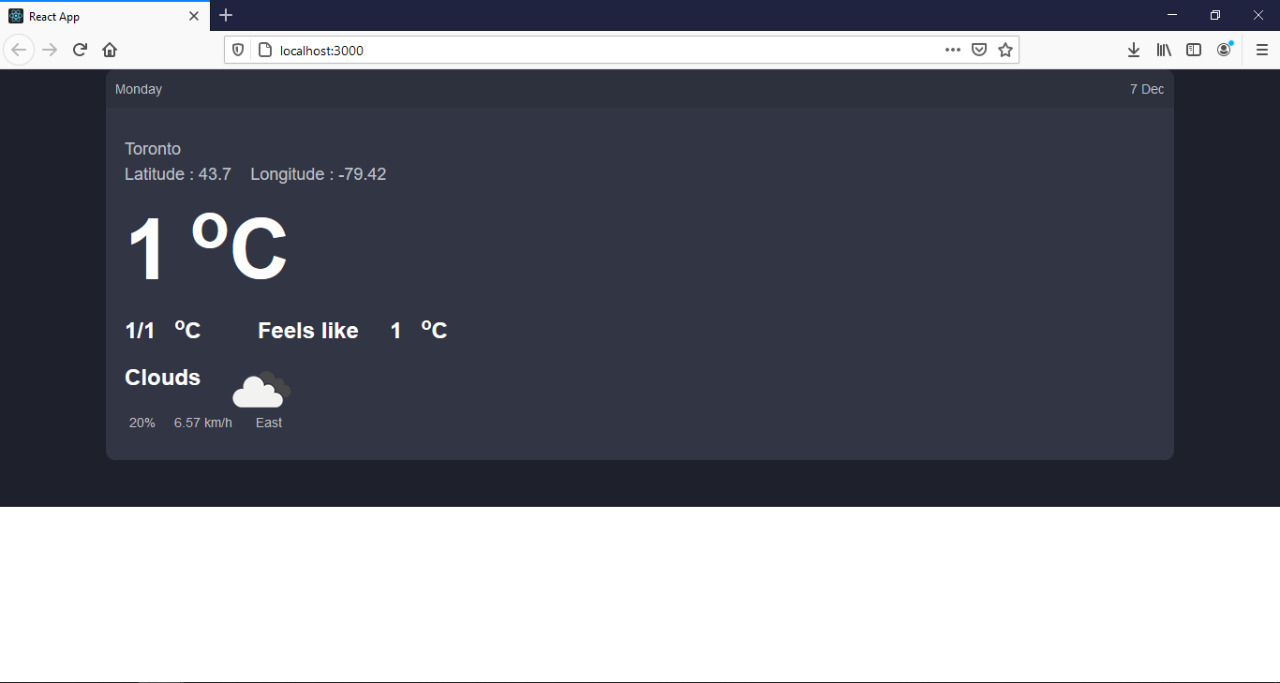 React App
localhost:3000
Monday 7 Dec
Toronto
Latitude : 43.7 Longitude : -79.42
1 °C
1/1 °C Feels like 1 °C
Clouds
20% 6.57 km/h East